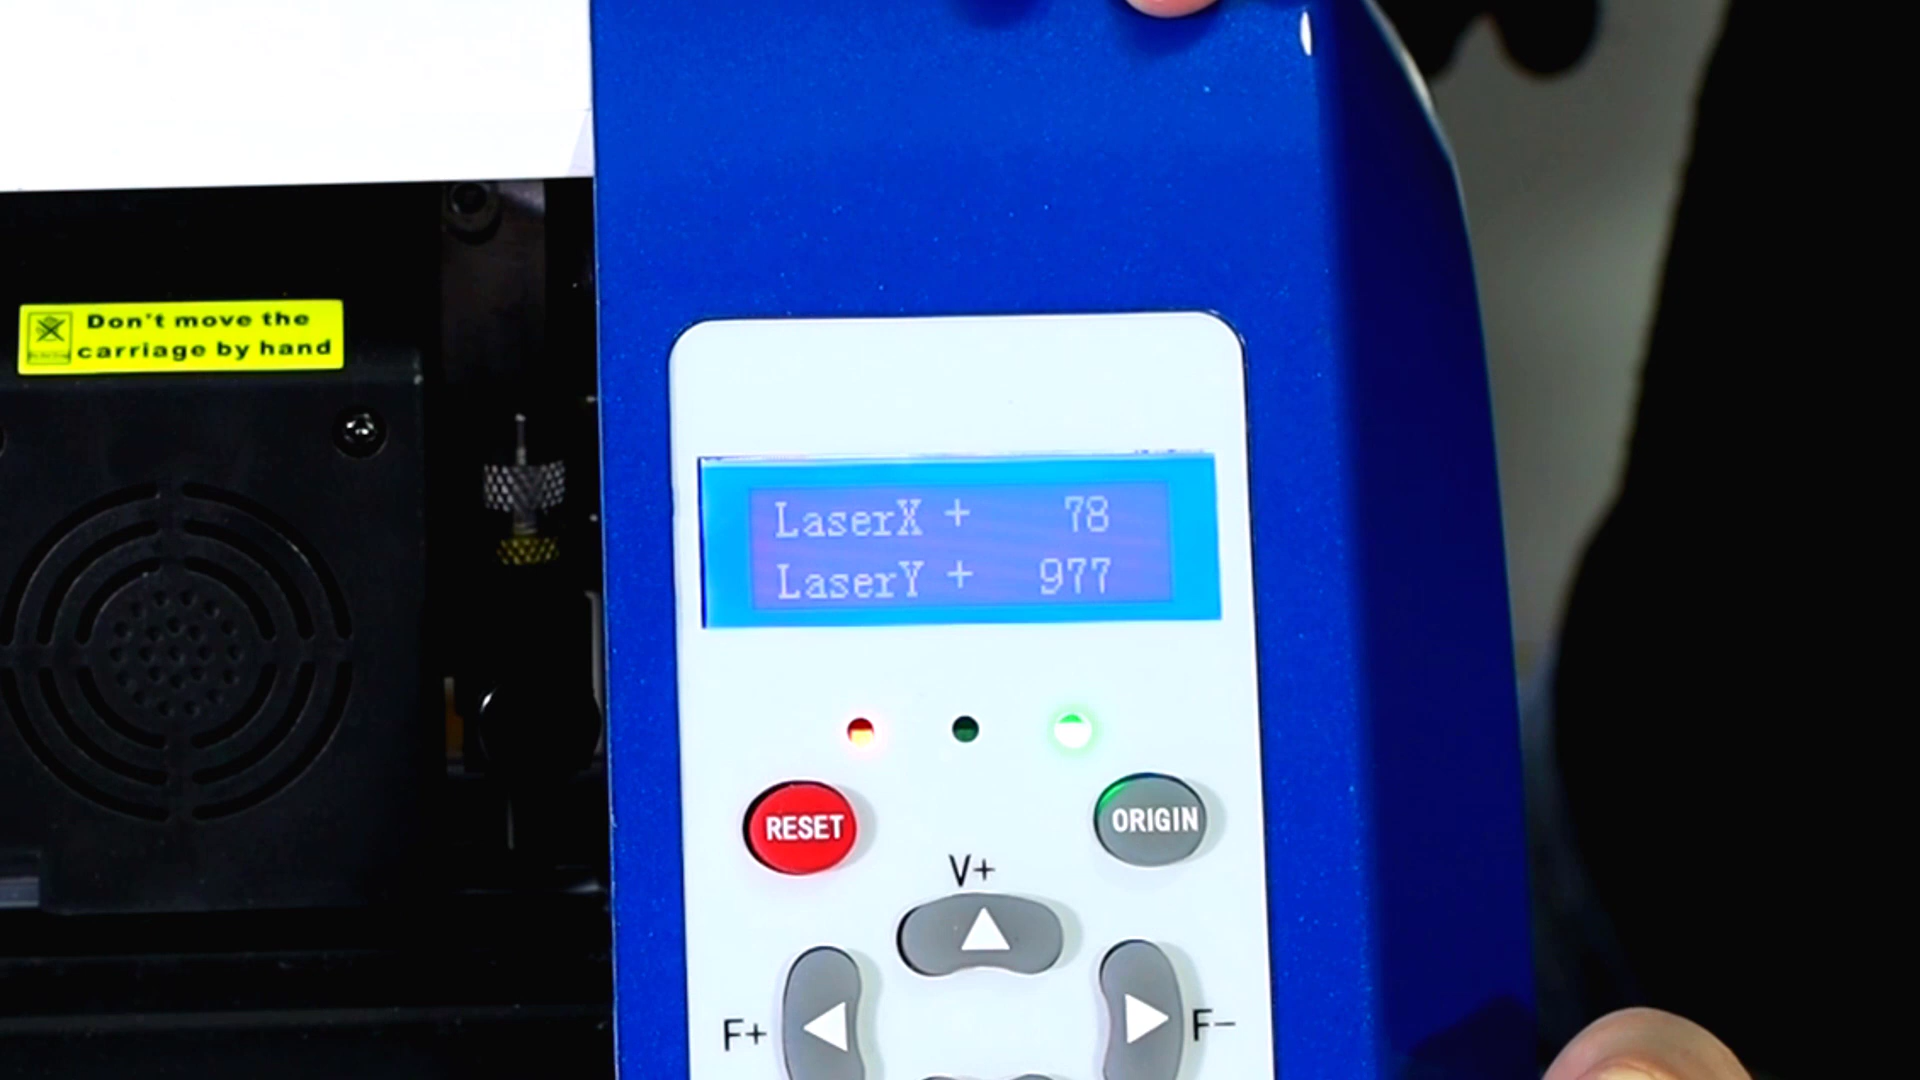 Don't move the
carriage by hand
LaserX + 78
LaserY + 977
RESET
ORIGIN
V+
F+
F-